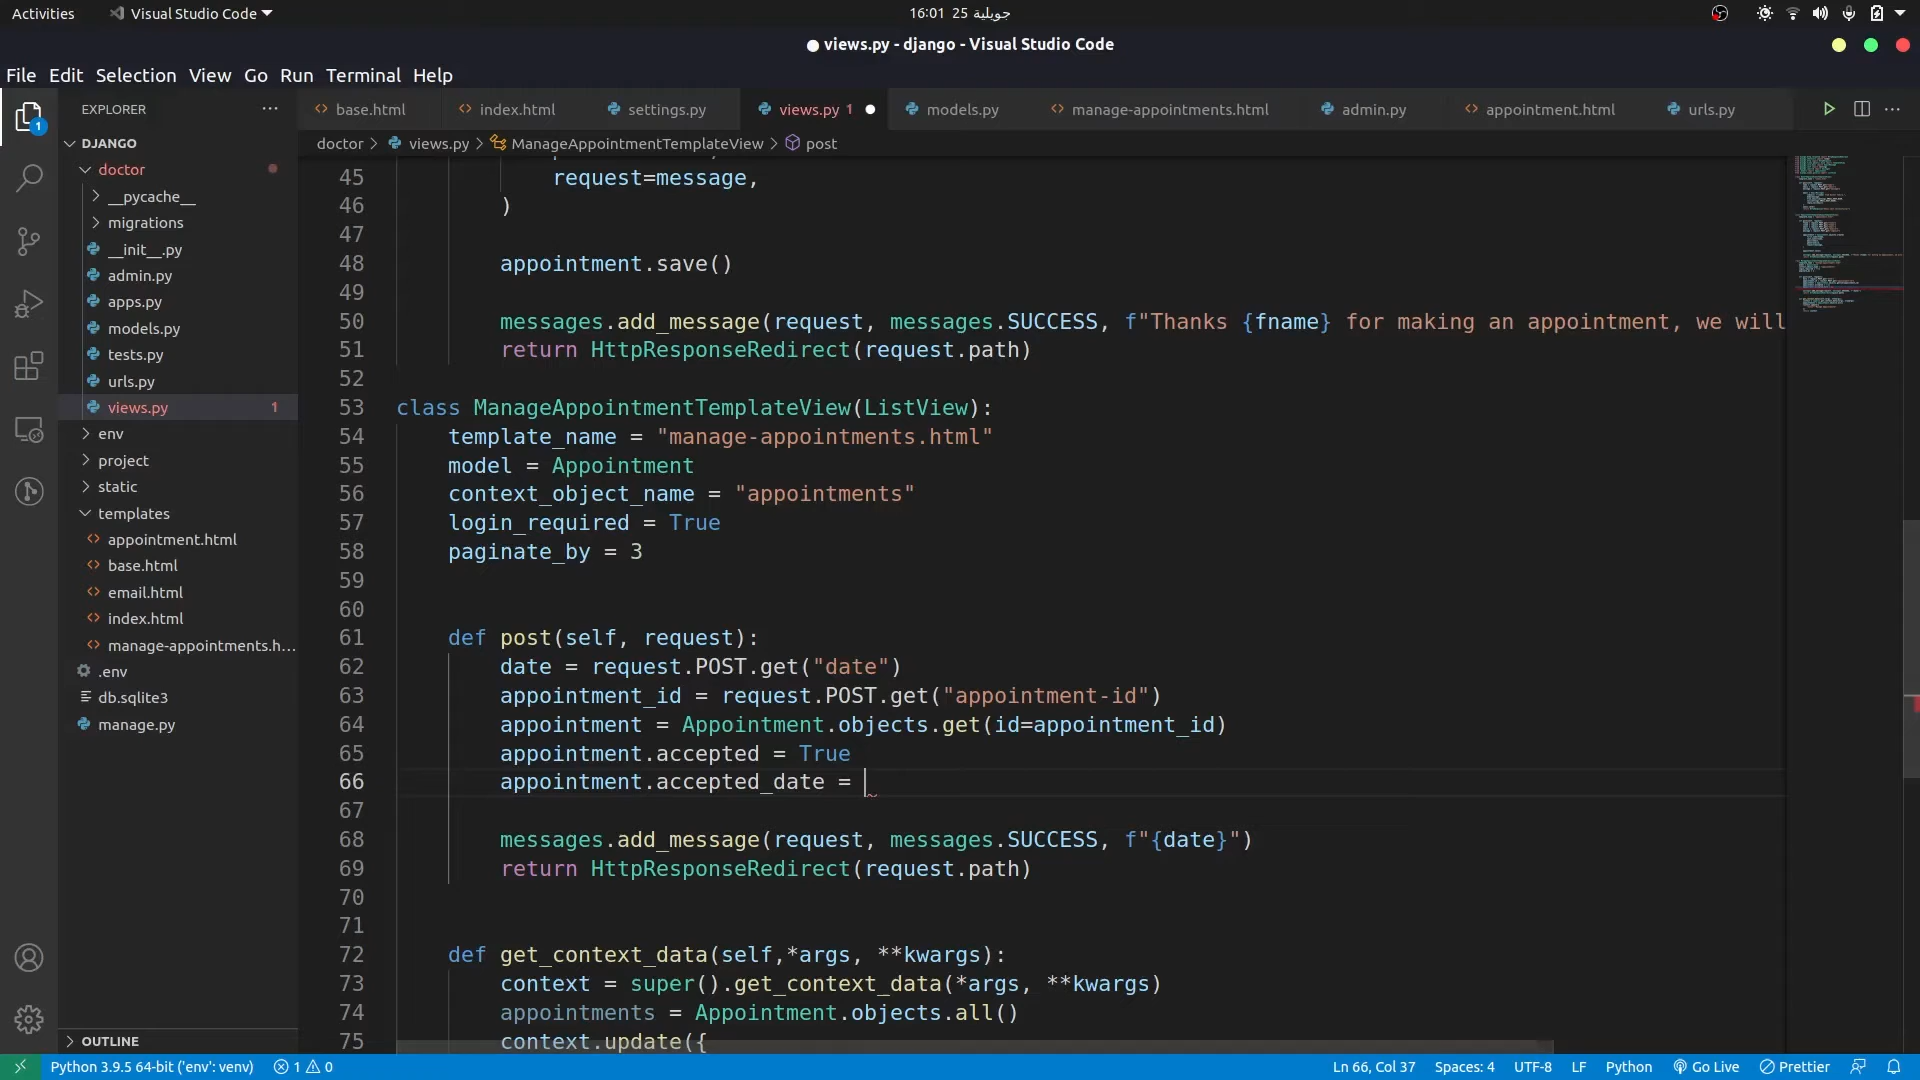 Activities
Visual Studio Code
16:01 25 جويلية
● views.py - django - Visual Studio Code
File Edit Selection View Go Run Terminal Help
EXPLORER
1
base.html
index.html
settings.py
views.py 1
models.py
manage-appointments.html
admin.py
appointment.html
urls.py
doctor > views.py > ManageAppointmentTemplateView > post
DJANGO
doctor
__pycache__
migrations
__init__.py
admin.py
apps.py
models.py
tests.py
urls.py
views.py 1
env
project
static
templates
appointment.html
base.html
email.html
index.html
manage-appointments.h...
.env
db.sqlite3
manage.py
OUTLINE
45 request=message,
46 )
47
48 appointment.save()
49
50 messages.add_message(request, messages.SUCCESS, f"Thanks {fname} for making an appointment, we will
51 return HttpResponseRedirect(request.path)
52
53 class ManageAppointmentTemplateView(ListView):
54 template_name = "manage-appointments.html"
55 model = Appointment
56 context_object_name = "appointments"
57 login_required = True
58 paginate_by = 3
59
60
61 def post(self, request):
62 date = request.POST.get("date")
63 appointment_id = request.POST.get("appointment-id")
64 appointment = Appointment.objects.get(id=appointment_id)
65 appointment.accepted = True
66 appointment.accepted_date =
67
68 messages.add_message(request, messages.SUCCESS, f"{date}")
69 return HttpResponseRedirect(request.path)
70
71
72 def get_context_data(self,*args, **kwargs):
73 context = super().get_context_data(*args, **kwargs)
74 appointments = Appointment.objects.all()
75 context.update({
Python 3.9.5 64-bit ('env': venv) 1 0
Ln 66, Col 37 Spaces: 4 UTF-8 LF Python Go Live Prettier